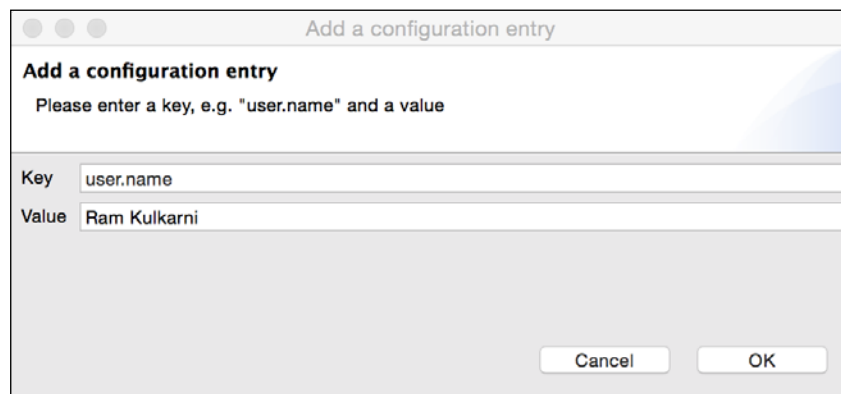 Add a configuration entry
Add a configuration entry
Please enter a key, e.g. "user.name" and a value
Key user.name
Value Ram Kulkarni
Cancel OK